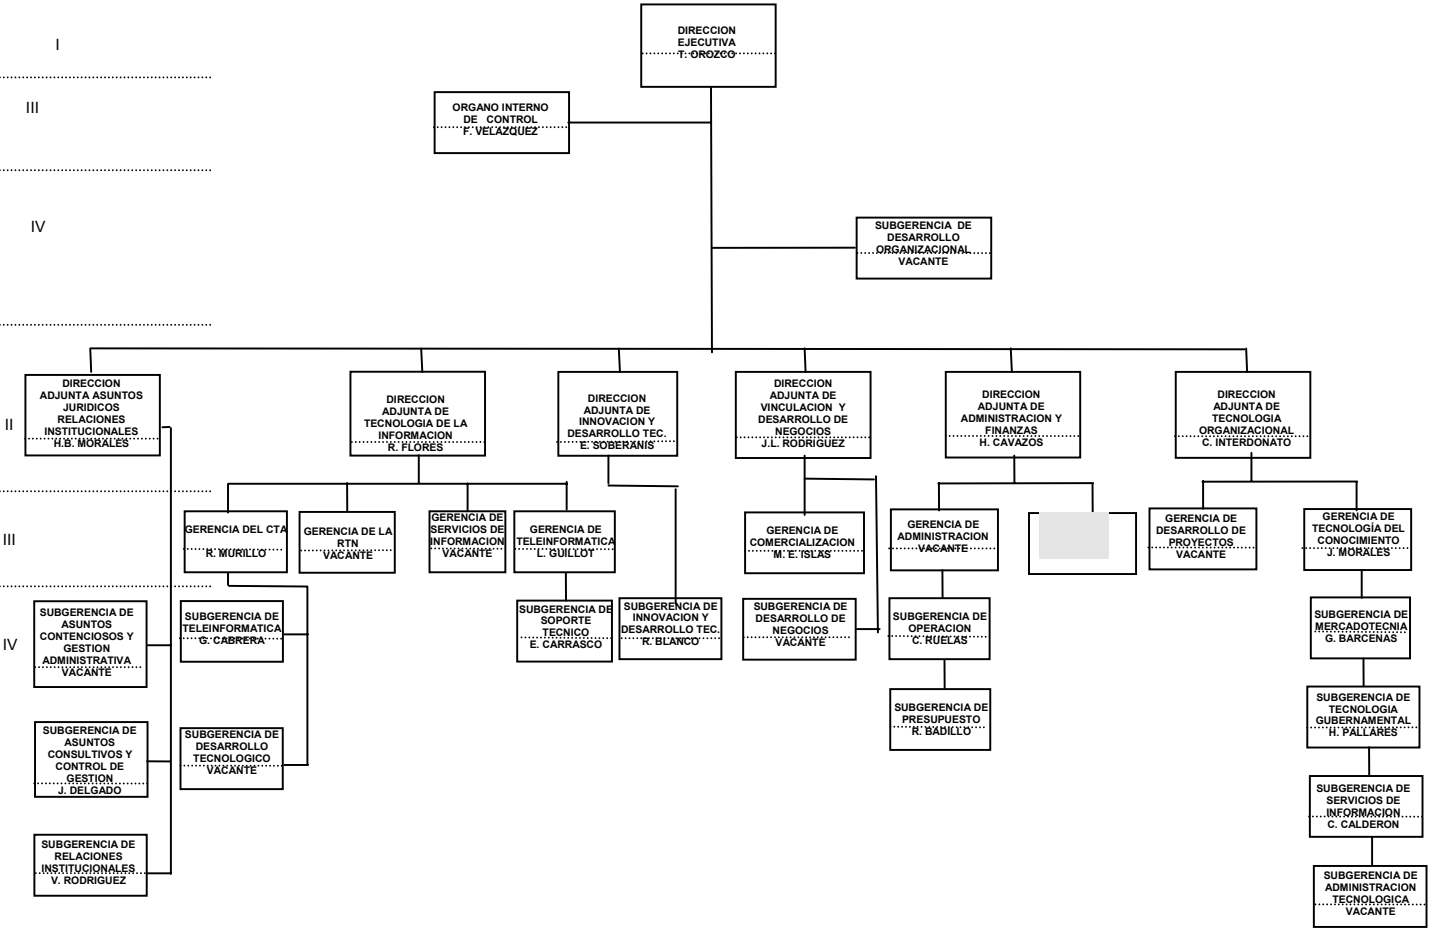 I
DIRECCION
EJECUTIVA
T. OROZCO
III
ORGANO INTERNO
DE CONTROL
F. VELAZQUEZ
IV
SUBGERENCIA DE
DESARROLLO
ORGANIZACIONAL
VACANTE
II
DIRECCION
ADJUNTA ASUNTOS
JURIDICOS
RELACIONES
INSTITUCIONALES
H.B. MORALES
DIRECCION
ADJUNTA DE
TECNOLOGIA DE LA
INFORMACION
R. FLORES
DIRECCION
ADJUNTA DE
INNOVACION Y
DESARROLLO TEC.
E. SOBERANIS
DIRECCION
ADJUNTA DE
VINCULACION Y
DESARROLLO DE
NEGOCIOS
J.L. RODRIGUEZ
DIRECCION
ADJUNTA DE
ADMINISTRACION Y
FINANZAS
H. CAVAZOS
DIRECCION
ADJUNTA DE
TECNOLOGIA
ORGANIZACIONAL
C. INTERDONATO
III
GERENCIA DEL CTA
R. MURILLO
GERENCIA DE LA
RTN
VACANTE
GERENCIA DE
SERVICIOS DE
INFORMACION
VACANTE
GERENCIA DE
TELEINFORMATICA
L. GUILLOT
GERENCIA DE
COMERCIALIZACION
M. E. ISLAS
GERENCIA DE
ADMINISTRACION
VACANTE
GERENCIA DE
DESARROLLO DE
PROYECTOS
VACANTE
GERENCIA DE
TECNOLOGÍA DEL
CONOCIMIENTO
J. MORALES
IV
SUBGERENCIA DE
ASUNTOS
CONTENCIOSOS Y
GESTION
ADMINISTRATIVA
VACANTE
SUBGERENCIA DE
TELEINFORMATICA
G. CABRERA
SUBGERENCIA DE
SOPORTE
TECNICO
E. CARRASCO
SUBGERENCIA DE
INNOVACION Y
DESARROLLO TEC.
R. BLANCO
SUBGERENCIA DE
DESARROLLO DE
NEGOCIOS
VACANTE
SUBGERENCIA DE
OPERACION
C. RUELAS
SUBGERENCIA DE
MERCADOTECNIA
G. BARCENAS
SUBGERENCIA DE
ASUNTOS
CONSULTIVOS Y
CONTROL DE
GESTION
J. DELGADO
SUBGERENCIA DE
DESARROLLO
TECNOLOGICO
VACANTE
SUBGERENCIA DE
PRESUPUESTO
R. BADILLO
SUBGERENCIA DE
TECNOLOGIA
GUBERNAMENTAL
H. PALLARES
SUBGERENCIA DE
SERVICIOS DE
INFORMACION
C. CALDERON
SUBGERENCIA DE
RELACIONES
INSTITUCIONALES
V. RODRIGUEZ
SUBGERENCIA DE
ADMINISTRACION
TECNOLOGICA
VACANTE